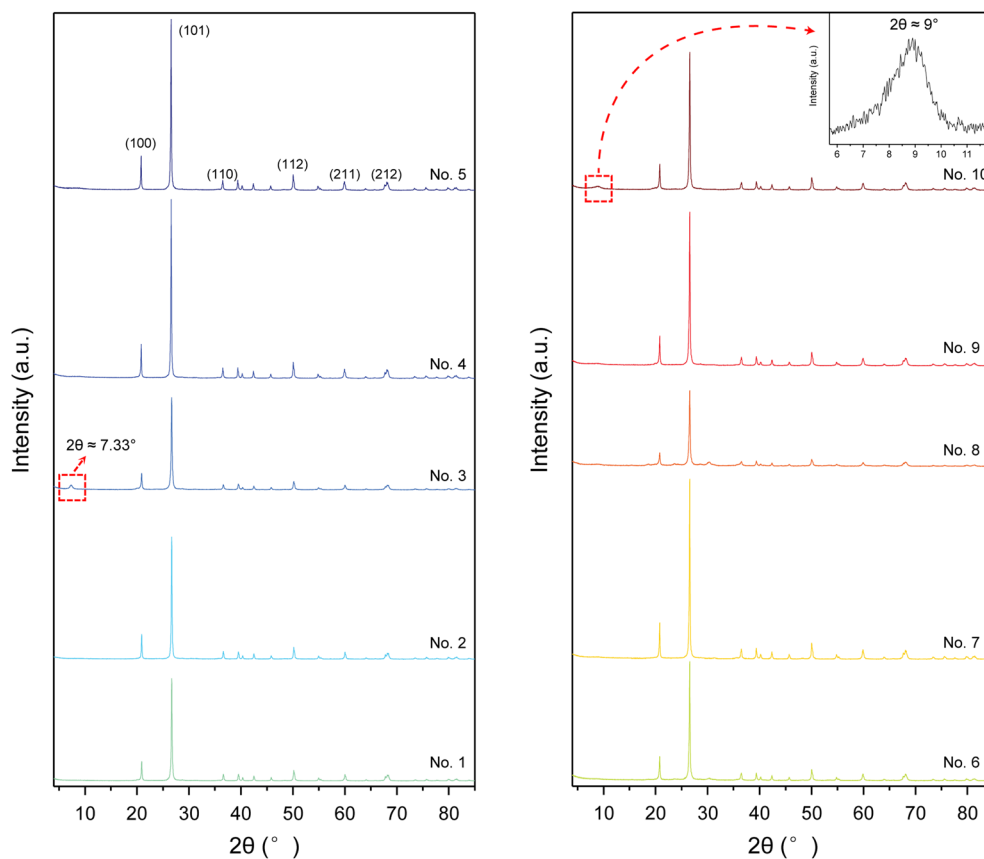 (101)
(100)
(110)
(112)
(211)
(212)
No. 5
No. 4
2θ ≈ 7.33°
No. 3
No. 2
No. 1
Intensity (a.u.)
10 20 30 40 50 60 70 80
2θ (°)
2θ ≈ 9°
Intensity (a.u.)
6 7 8 9 10 11
No. 10
No. 9
No. 8
No. 7
No. 6
Intensity (a.u.)
10 20 30 40 50 60 70 80
2θ (°)